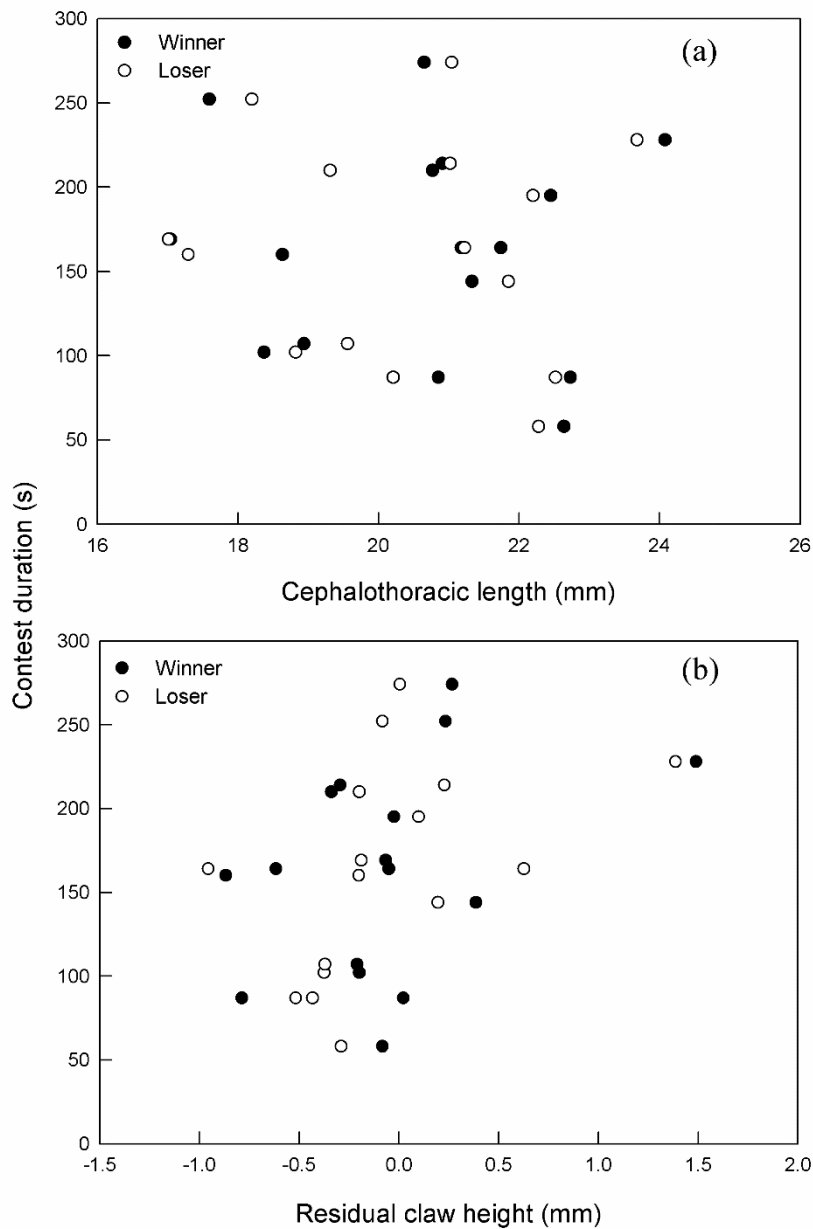 300
250
200
150
100
50
0
Winner
Loser
(a)
16 18 20 22 24 26
Cephalothoracic length (mm)
Contest duration (s)
300
250
200
150
100
50
0
Winner
Loser
(b)
-1.5 -1.0 -0.5 0.0 0.5 1.0 1.5 2.0
Residual claw height (mm)